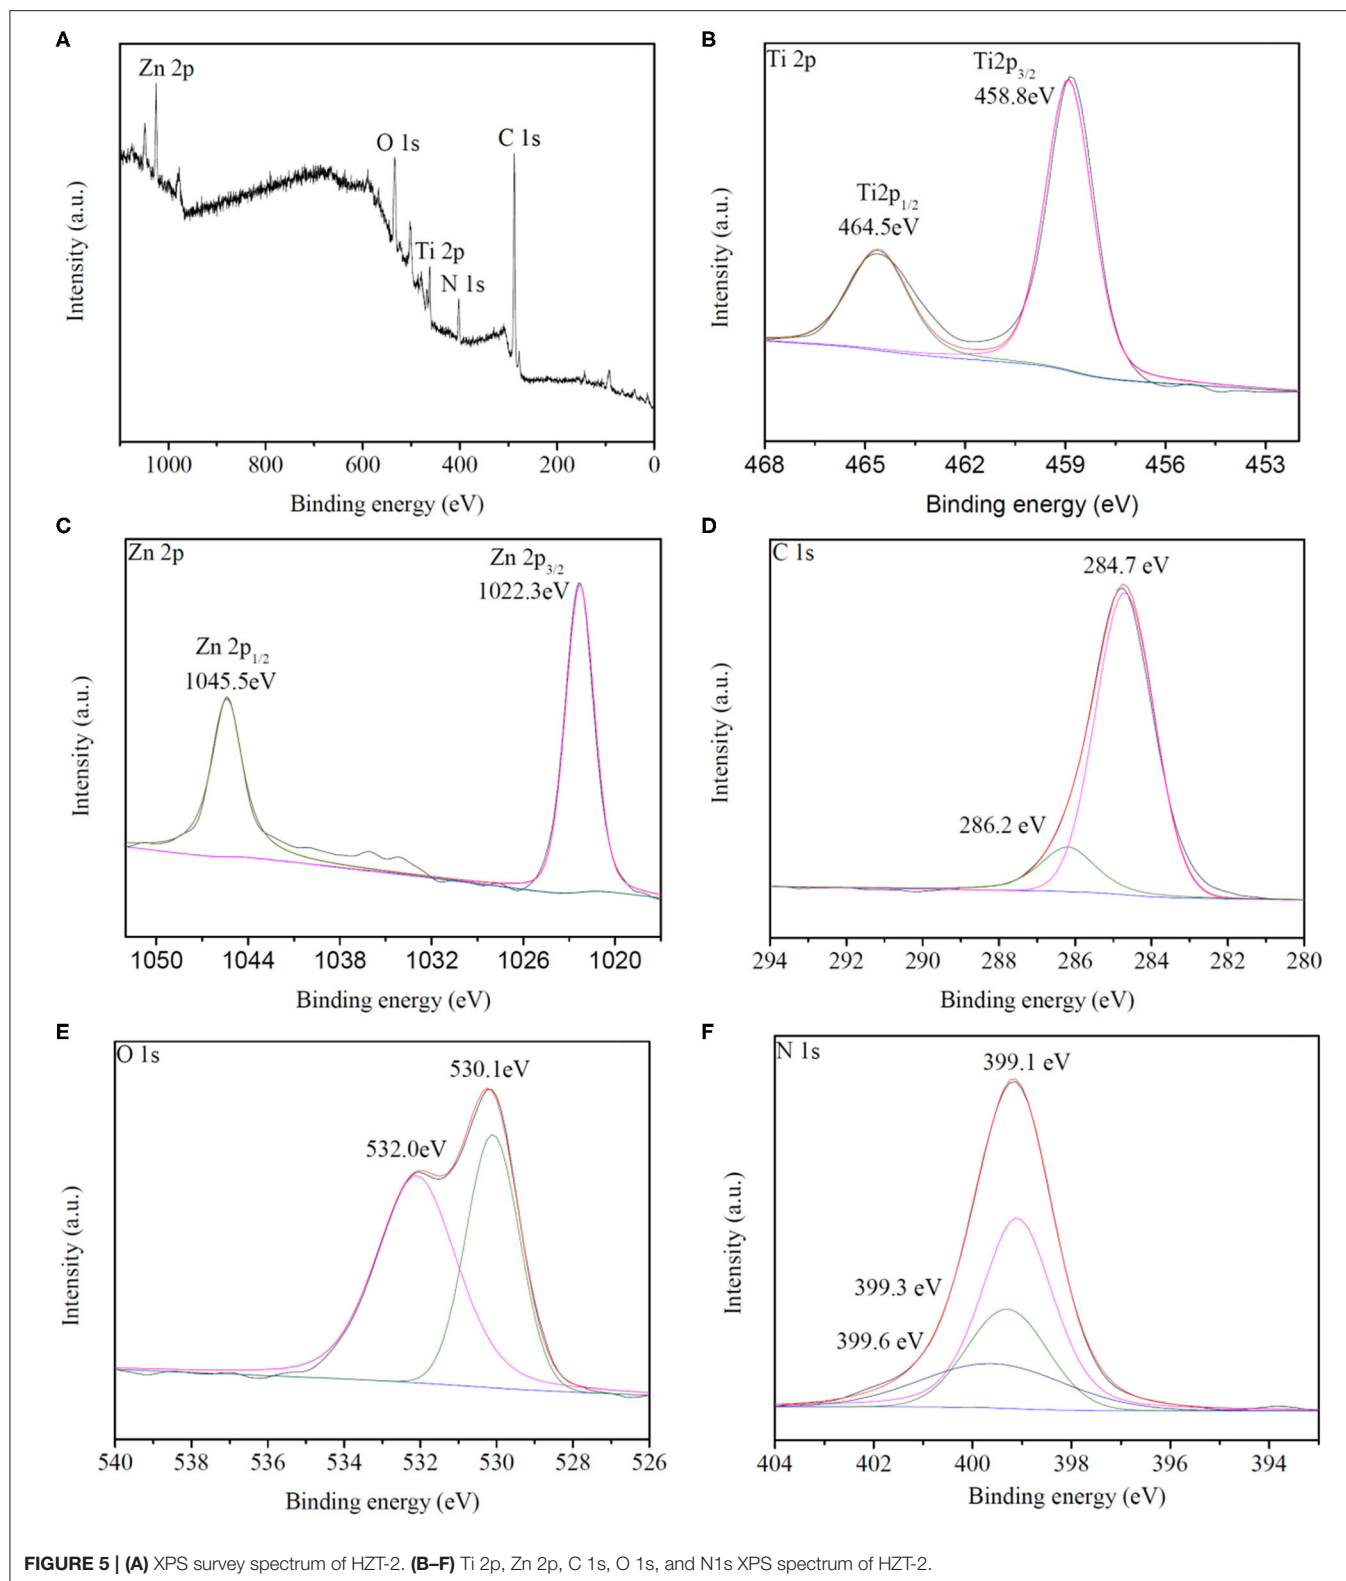 A
Zn 2p
O 1s
C 1s
Ti 2p
N 1s
Intensity (a.u.)
1000 800 600 400 200 0
Binding energy (eV)
B
Ti 2p
Ti2p3/2
458.8eV
Ti2p1/2
464.5eV
Intensity (a.u.)
468 465 462 459 456 453
Binding energy (eV)
C
Zn 2p
Zn 2p3/2
1022.3eV
Zn 2p1/2
1045.5eV
Intensity (a.u.)
1050 1044 1038 1032 1026 1020
Binding energy (eV)
D
C 1s
284.7 eV
286.2 eV
Intensity (a.u.)
294 292 290 288 286 284 282 280
Binding energy (eV)
E
O 1s
530.1eV
532.0eV
Intensity (a.u.)
540 538 536 534 532 530 528 526
Binding energy (eV)
F
N 1s
399.1 eV
399.3 eV
399.6 eV
Intensity (a.u.)
404 402 400 398 396 394
Binding energy (eV)
FIGURE 5 | (A) XPS survey spectrum of HZT-2. (B–F) Ti 2p, Zn 2p, C 1s, O 1s, and N1s XPS spectrum of HZT-2.